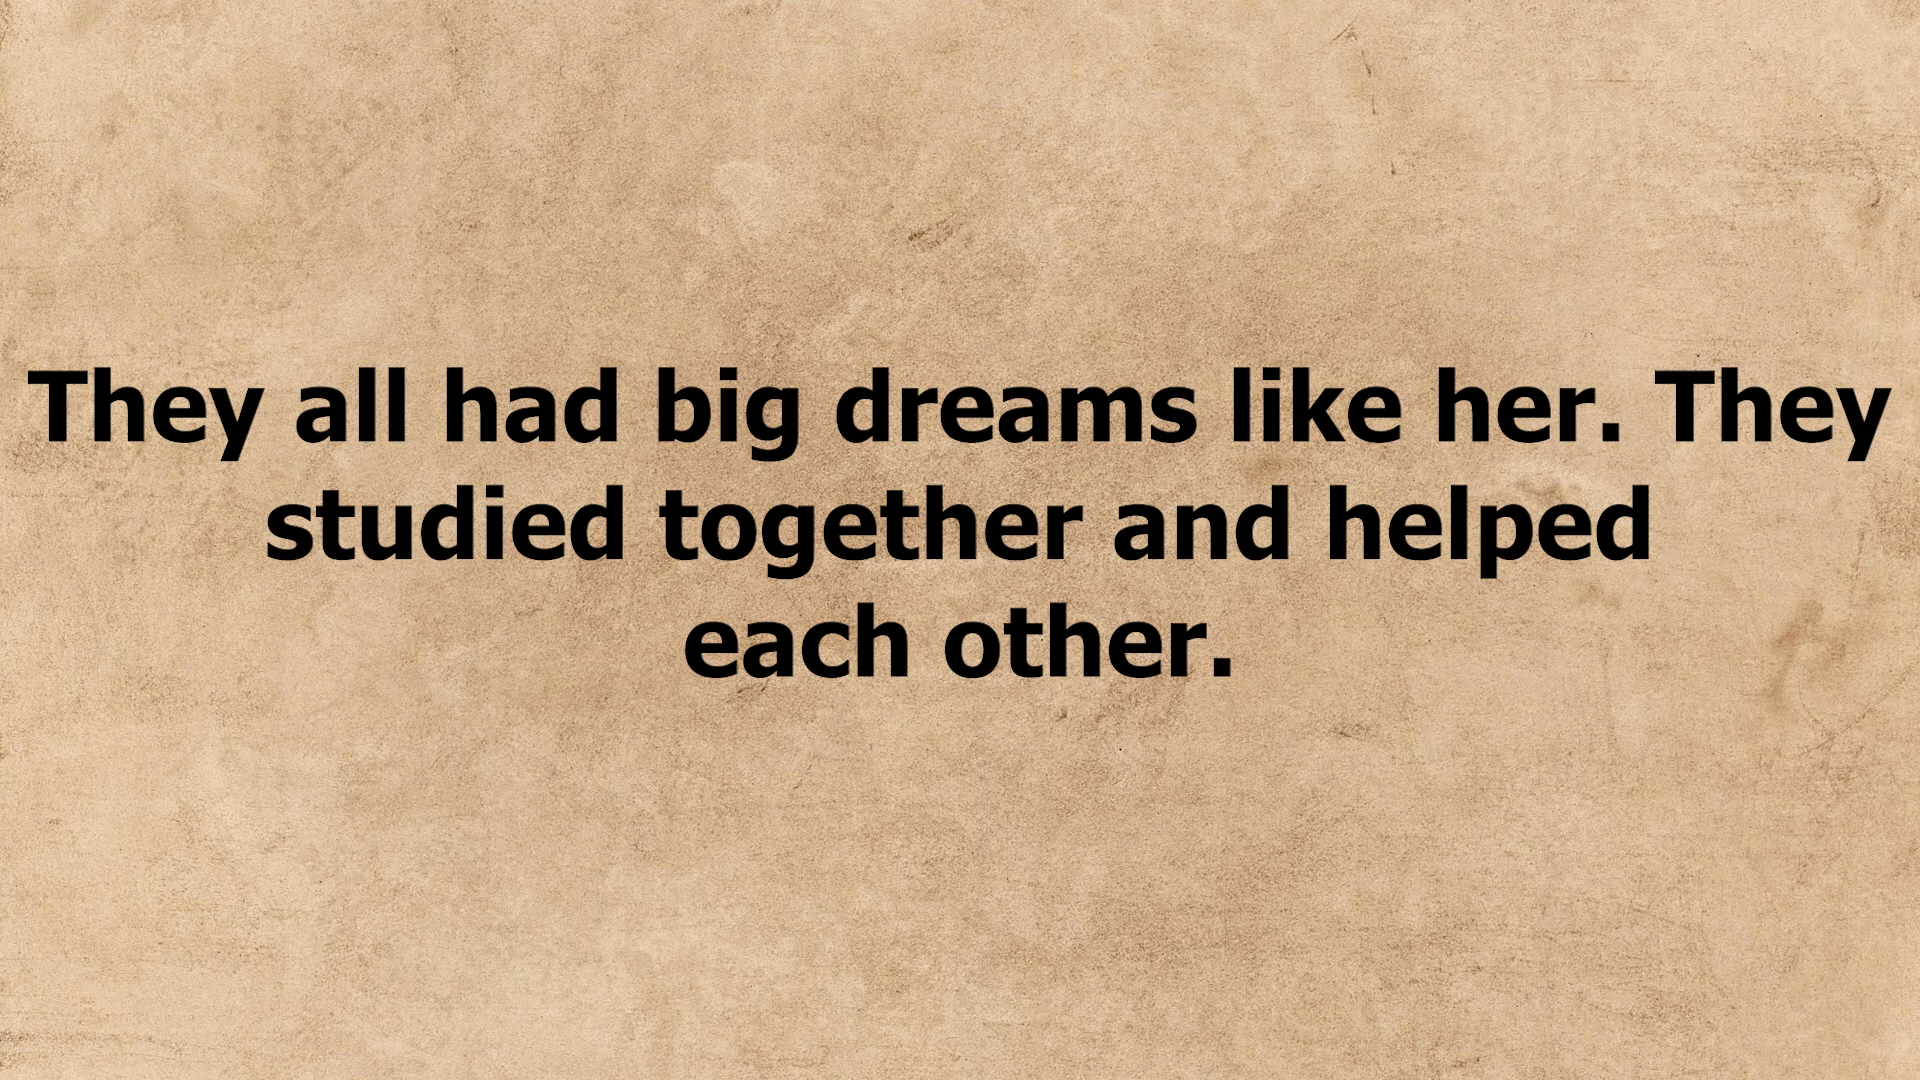 They all had big dreams like her. They
studied together and helped
each other.